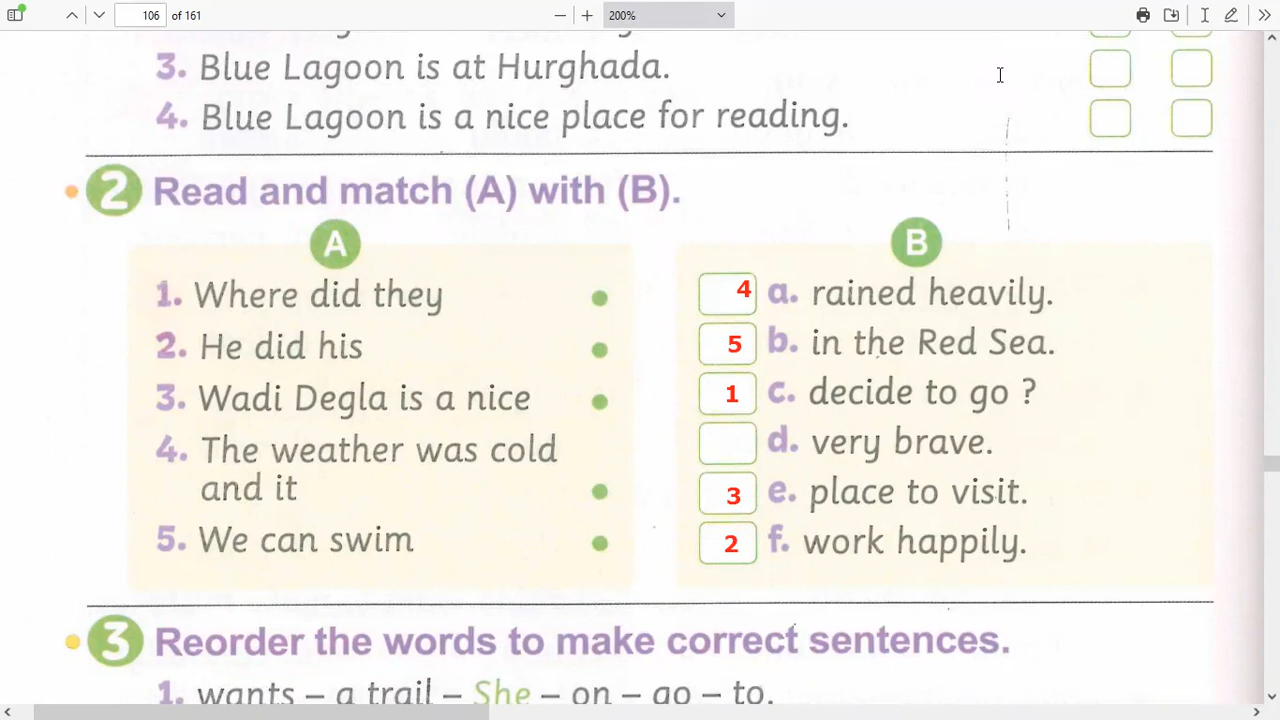 106 of 161
200%
3. Blue Lagoon is at Hurghada.
4. Blue Lagoon is a nice place for reading.
2 Read and match (A) with (B).
A
1. Where did they
2. He did his
3. Wadi Degla is a nice
4. The weather was cold
and it
5. We can swim
B
4 a. rained heavily.
5 b. in the Red Sea.
1 c. decide to go ?
d. very brave.
3 e. place to visit.
2 f. work happily.
3 Reorder the words to make correct sentences.
1. wants – a trail – She – on – go – to.